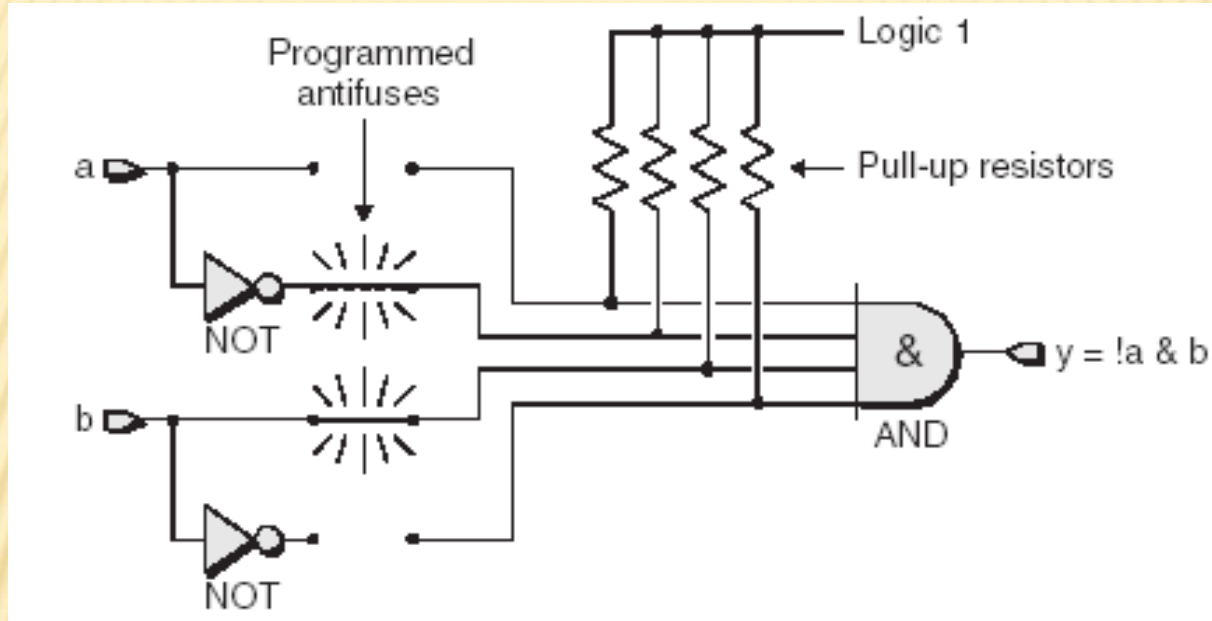 Logic 1
Programmed
antifuses
a
Pull-up resistors
NOT
&
y = !a & b
b
AND
NOT